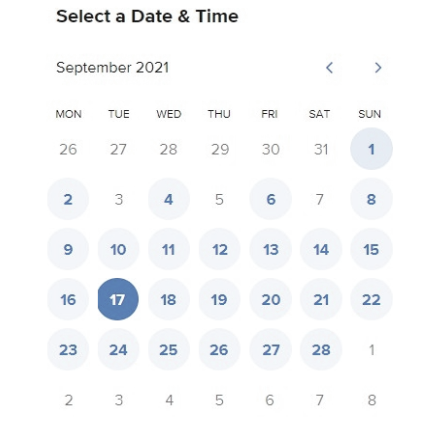 Select a Date & Time
September 2021
MON TUE WED THU FRI SAT SUN
26 27 28 29 30 31 1
2 3 4 5 6 7 8
9 10 11 12 13 14 15
16 17 18 19 20 21 22
23 24 25 26 27 28 1
2 3 4 5 6 7 8